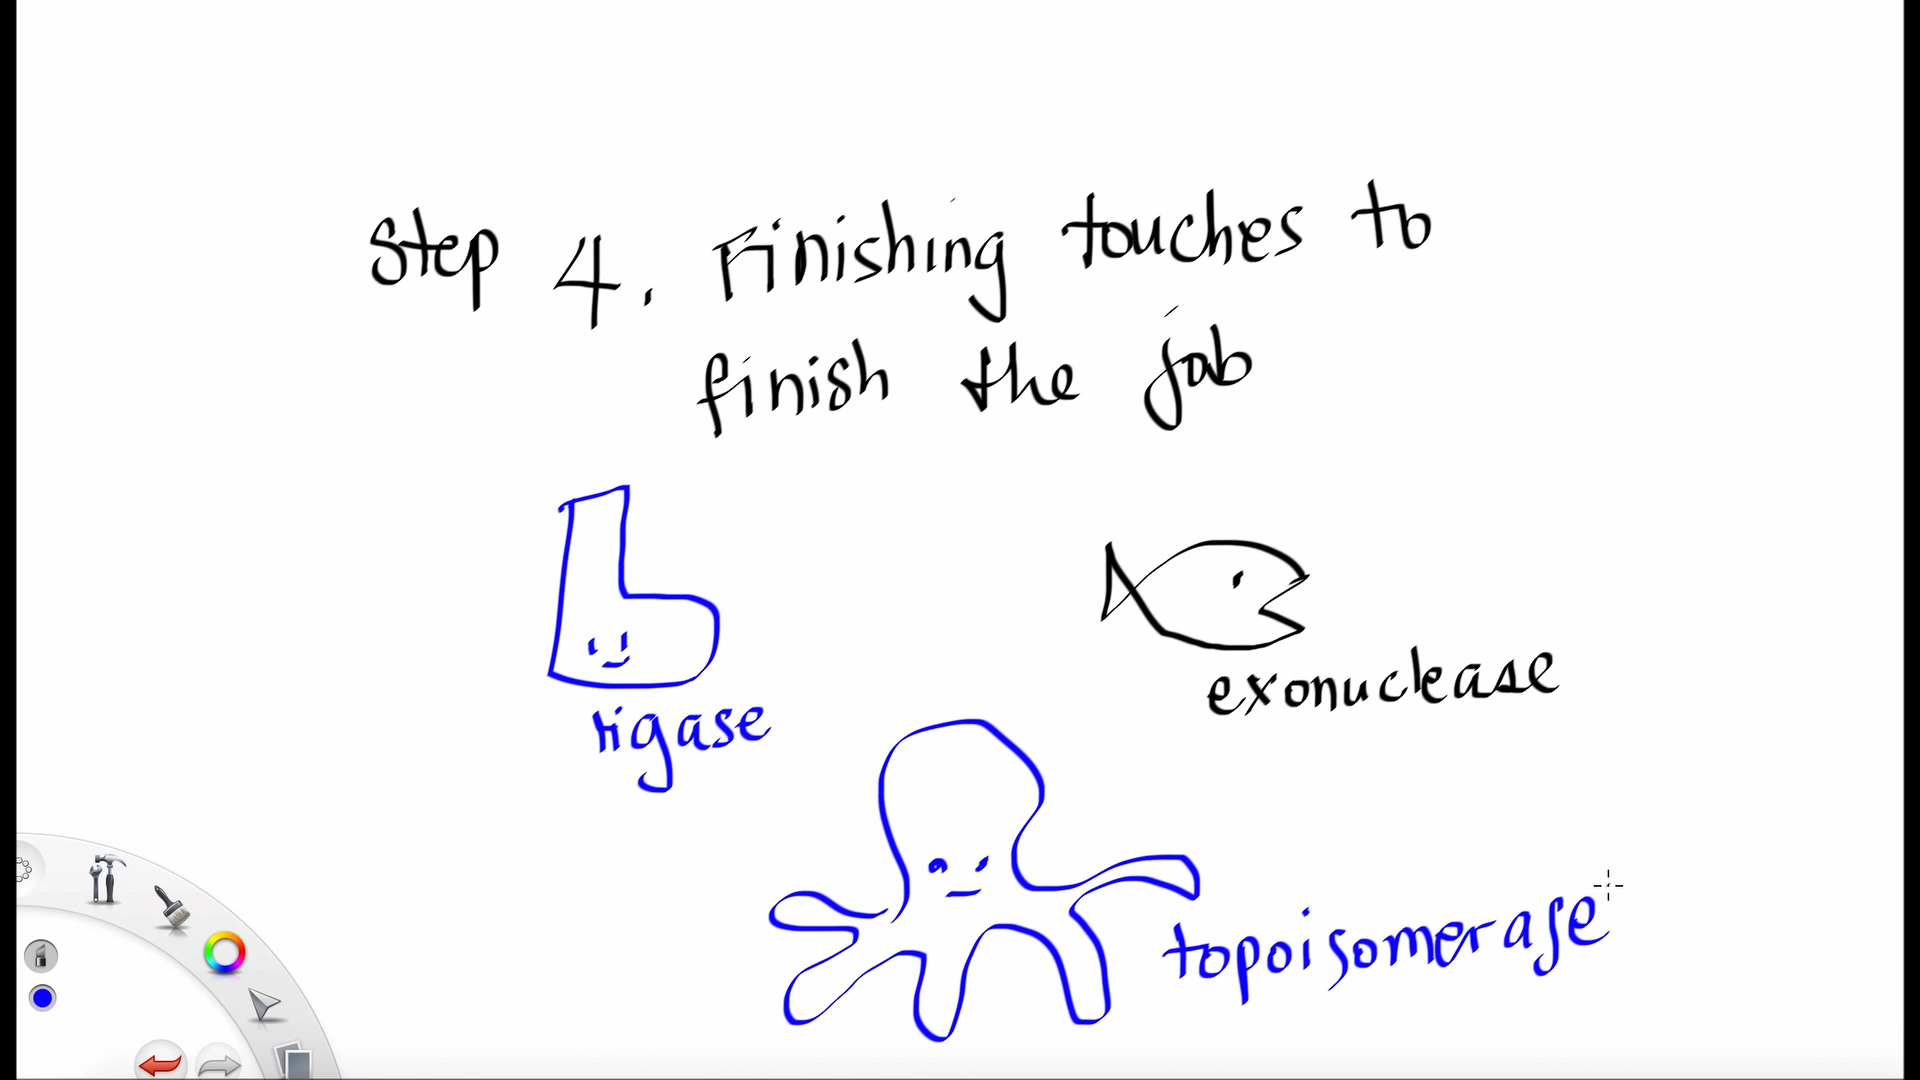 Step 4. Finishing touches to
finish the job
ligase
exonuclease
topoisomerase